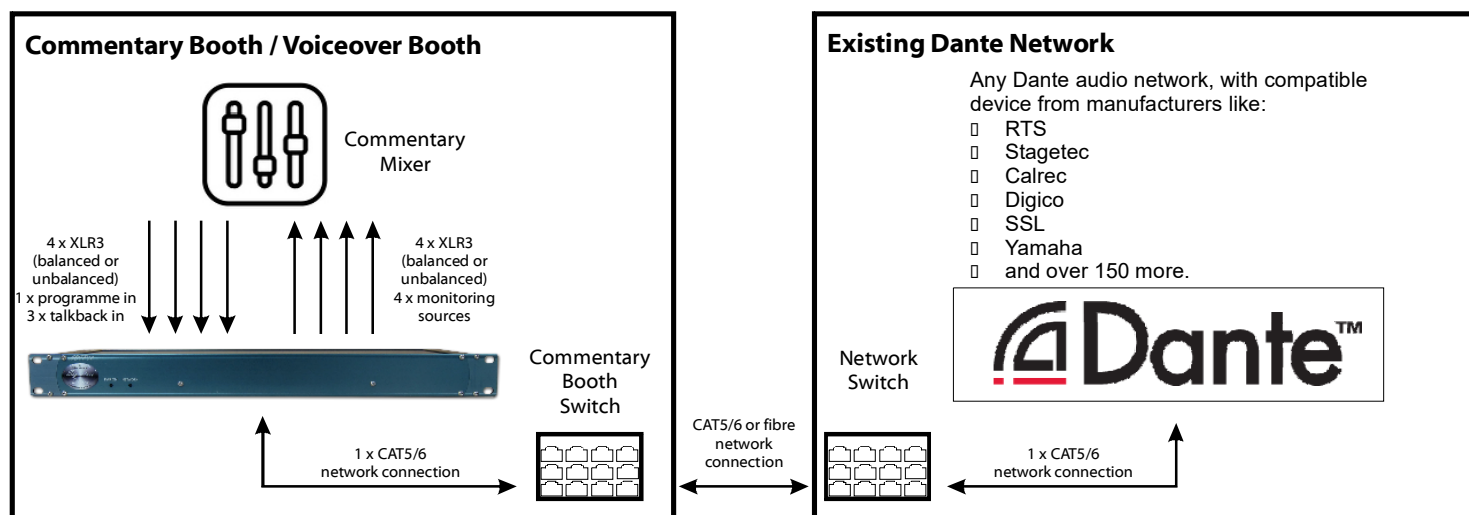 Commentary Booth / Voiceover Booth
Commentary
Mixer
4 x XLR3
(balanced or
unbalanced)
1 x programme in
3 x talkback in
4 x XLR3
(balanced or
unbalanced)
4 x monitoring
sources
Commentary
Booth
Switch
1 x CAT5/6
network connection
CAT5/6 or fibre
network
connection
Existing Dante Network
Any Dante audio network, with compatible
device from manufacturers like:
RTS
Stagetec
Calrec
Digico
SSL
Yamaha
and over 150 more.
Dante™
Network
Switch
1 x CAT5/6
network connection